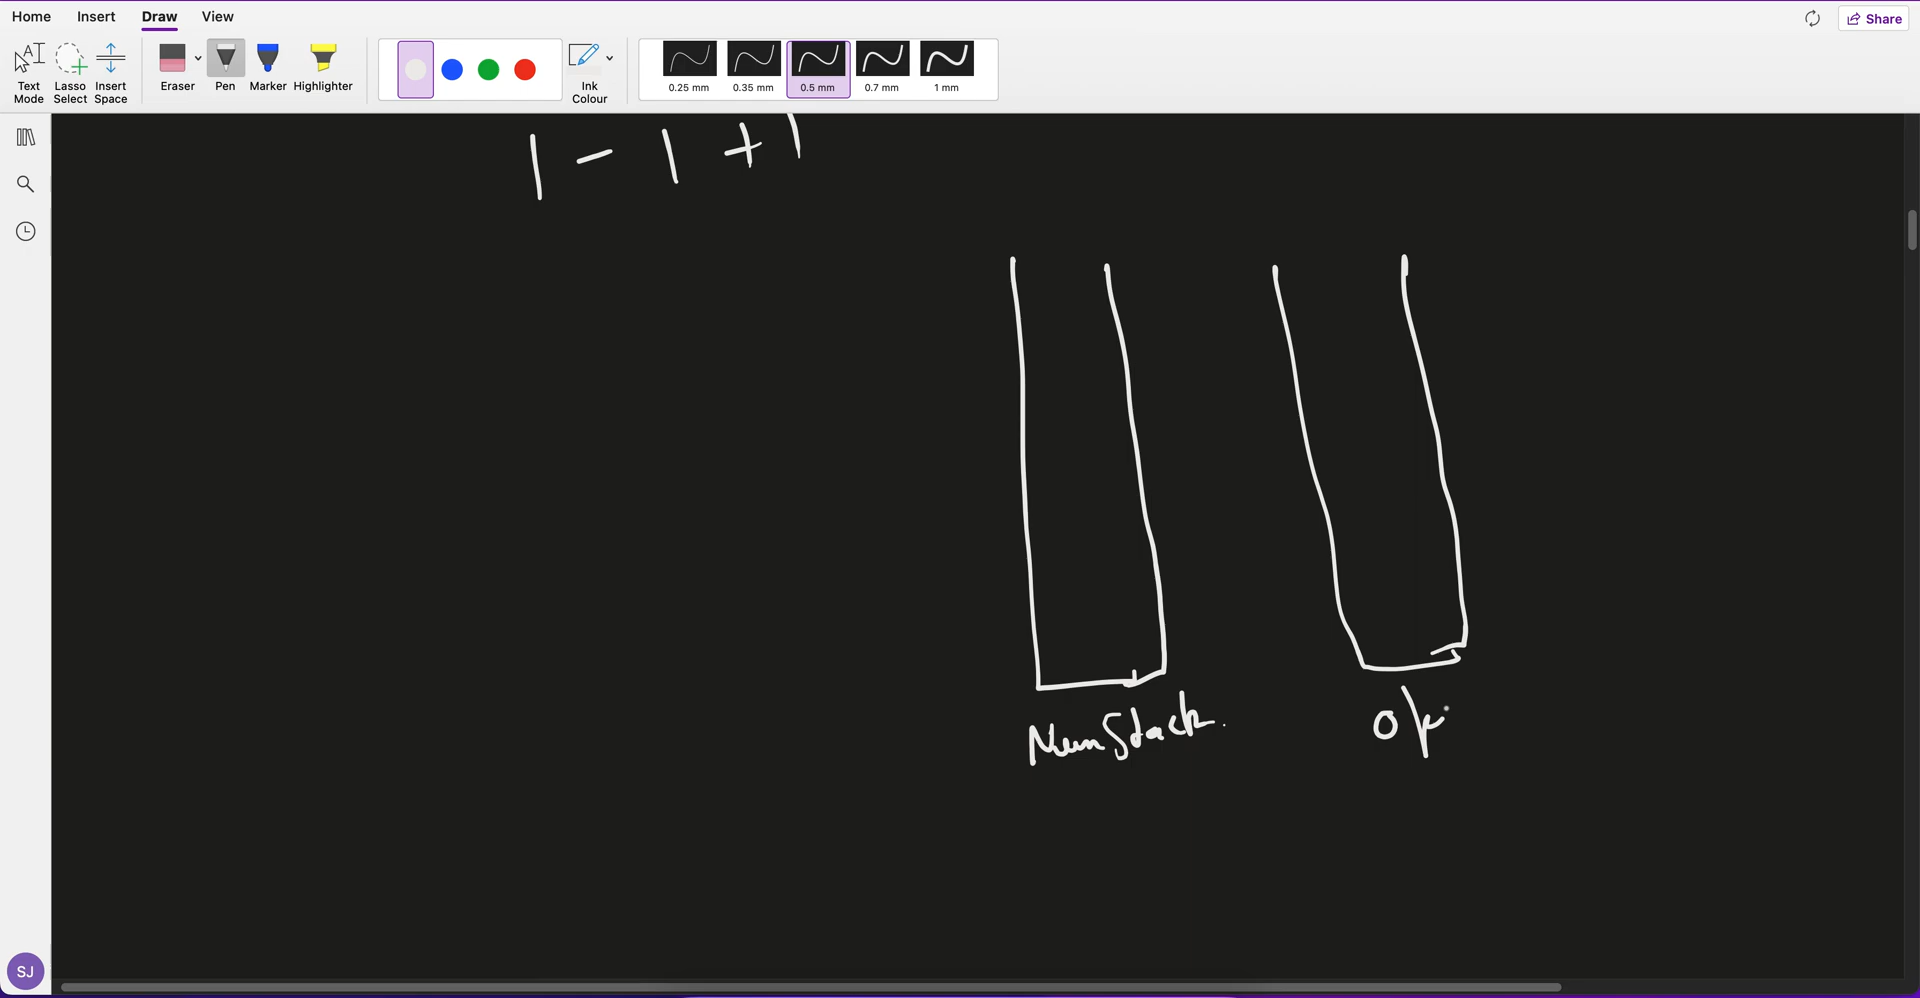 Home Insert Draw View Share
Text Mode Lasso Select Insert Space Eraser Pen Marker Highlighter Ink Colour 0.25 mm 0.35 mm 0.5 mm 0.7 mm 1 mm
1 - 1 + 1
NumStack.
Op
SJ